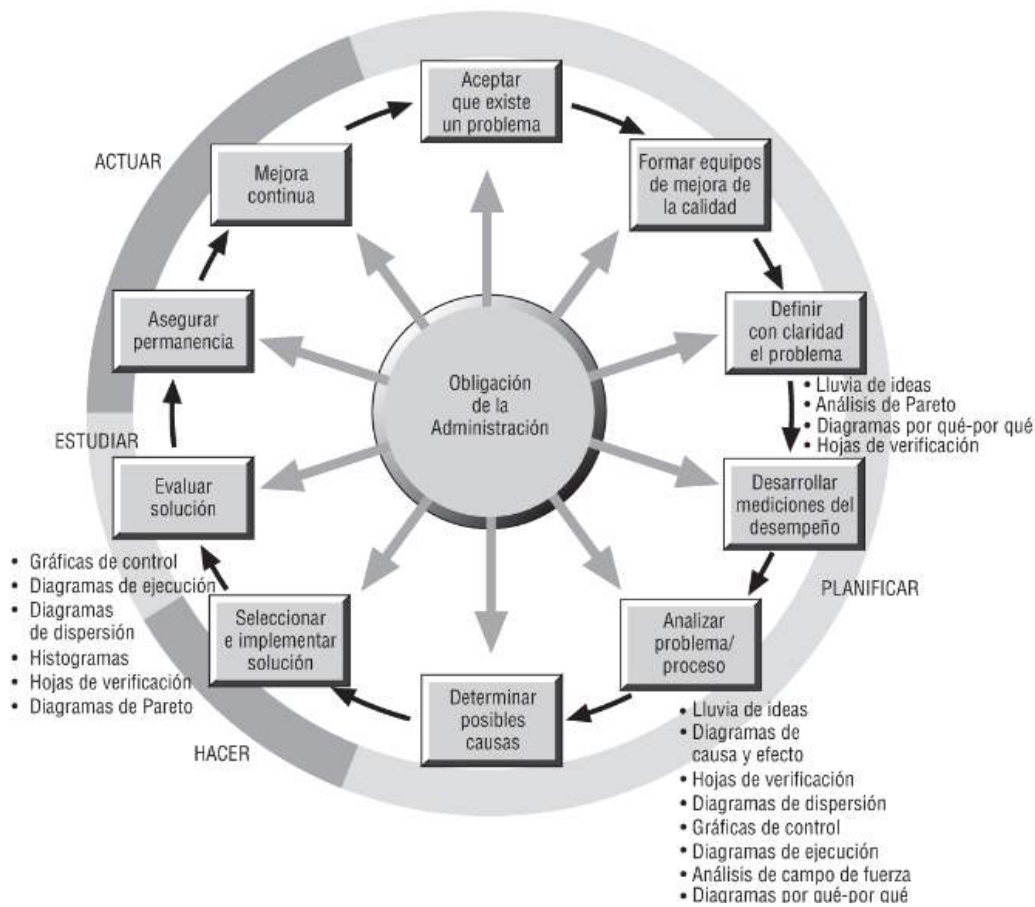 Aceptar
que existe
un problema
Formar equipos
de mejora de
la calidad
Definir
con claridad
el problema
• Lluvia de ideas
• Análisis de Pareto
• Diagramas por qué-por qué
• Hojas de verificación
Desarrollar
mediciones del
desempeño
PLANIFICAR
Analizar
problema/
proceso
• Lluvia de ideas
• Diagramas de
causa y efecto
• Hojas de verificación
• Diagramas de dispersión
• Gráficas de control
• Diagramas de ejecución
• Análisis de campo de fuerza
• Diagramas por qué-por qué
Determinar
posibles
causas
HACER
Seleccionar
e implementar
solución
• Gráficas de control
• Diagramas de ejecución
• Diagramas
de dispersión
• Histogramas
• Hojas de verificación
• Diagramas de Pareto
Evaluar
solución
ESTUDIAR
Asegurar
permanencia
ACTUAR
Mejora
continua
Obligación
de la
Administración